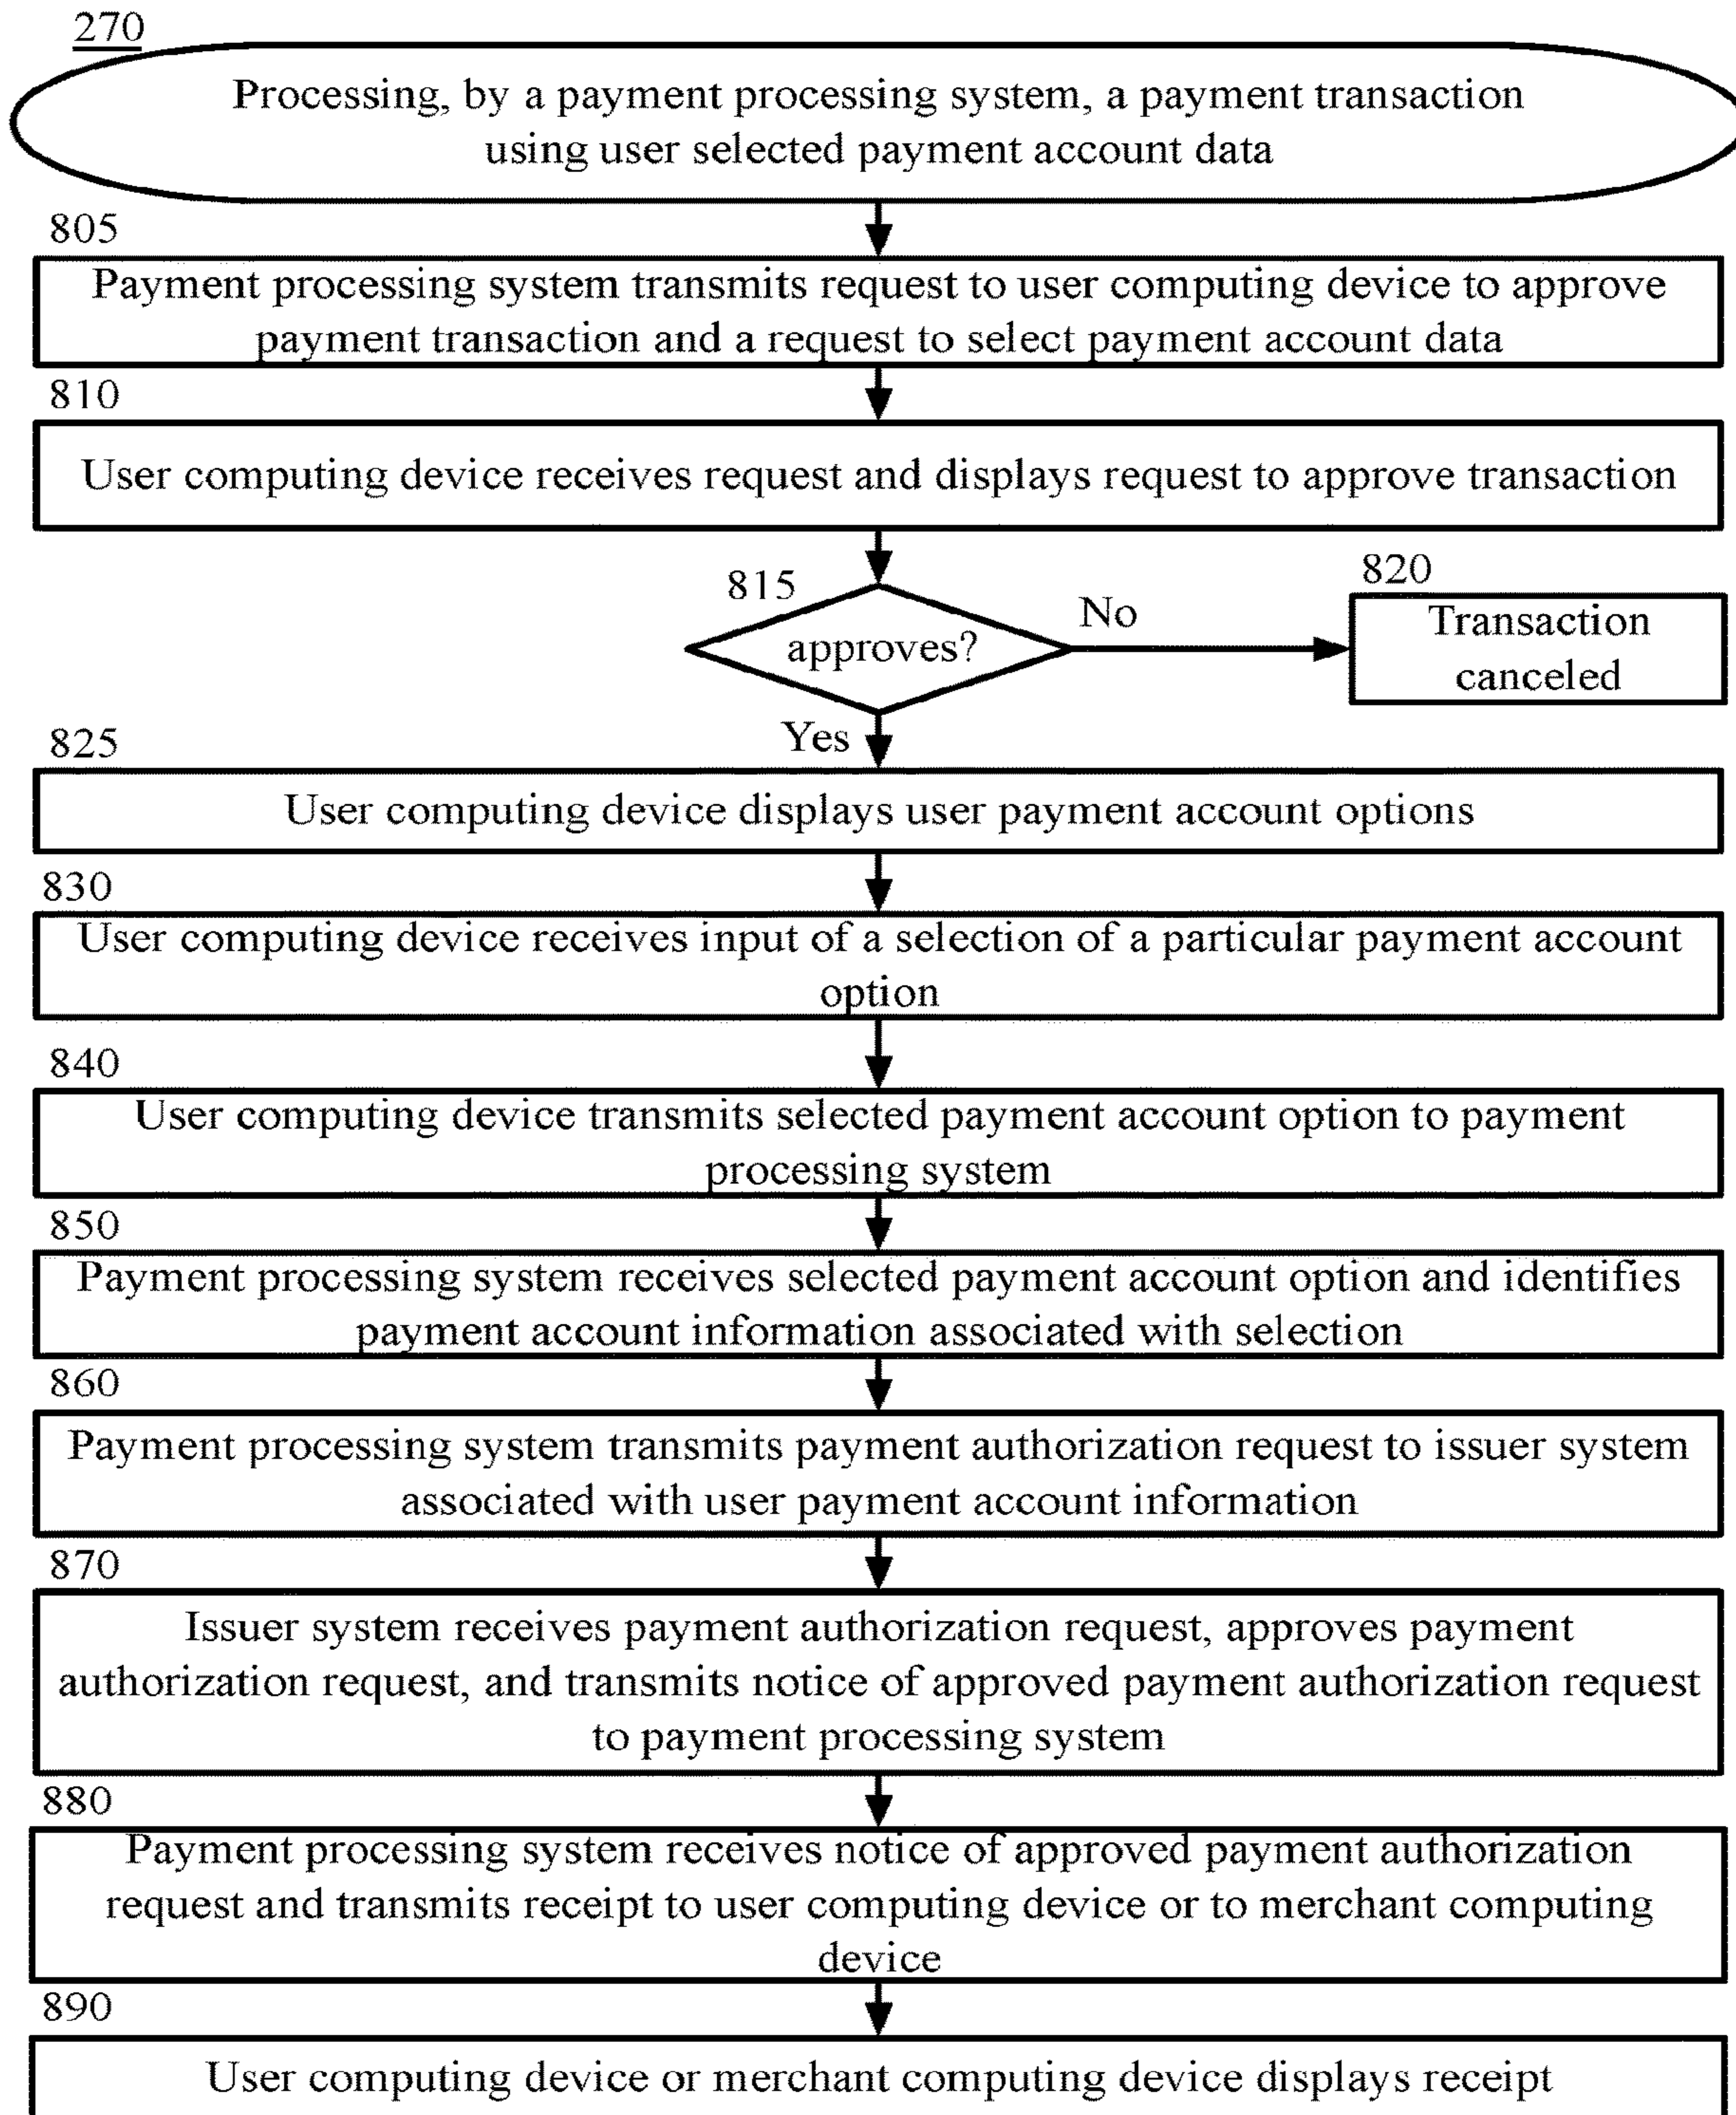 270
Processing, by a payment processing system, a payment transaction
using user selected payment account data
805
Payment processing system transmits request to user computing device to approve
payment transaction and a request to select payment account data
810
User computing device receives request and displays request to approve transaction
815
approves?
No
820
Transaction
canceled
Yes
825
User computing device displays user payment account options
830
User computing device receives input of a selection of a particular payment account
option
840
User computing device transmits selected payment account option to payment
processing system
850
Payment processing system receives selected payment account option and identifies
payment account information associated with selection
860
Payment processing system transmits payment authorization request to issuer system
associated with user payment account information
870
Issuer system receives payment authorization request, approves payment
authorization request, and transmits notice of approved payment authorization request
to payment processing system
880
Payment processing system receives notice of approved payment authorization
request and transmits receipt to user computing device or to merchant computing
device
890
User computing device or merchant computing device displays receipt